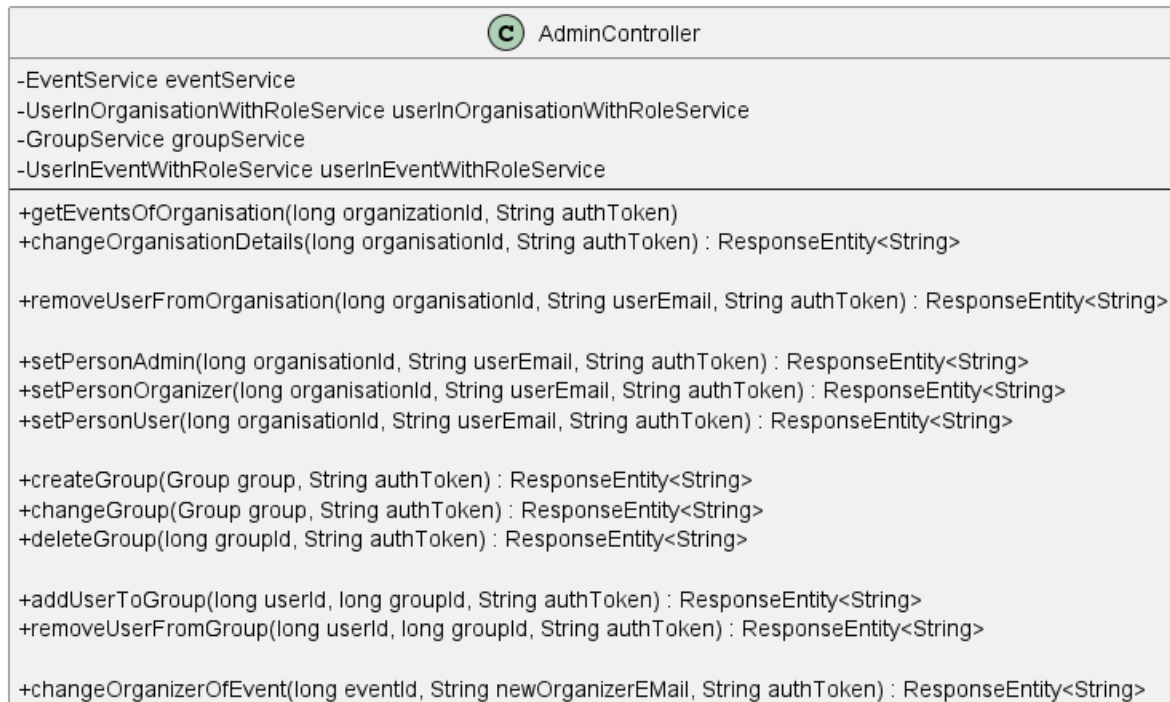 C AdminController
-EventService eventService
-UserInOrganisationWithRoleService userInOrganisationWithRoleService
-GroupService groupService
-UserInEventWithRoleService userInEventWithRoleService
+getEventsOfOrganisation(long organizationId, String authToken)
+changeOrganisationDetails(long organisationId, String authToken) : ResponseEntity<String>
+removeUserFromOrganisation(long organisationId, String userEmail, String authToken) : ResponseEntity<String>
+setPersonAdmin(long organisationId, String userEmail, String authToken) : ResponseEntity<String>
+setPersonOrganizer(long organisationId, String userEmail, String authToken) : ResponseEntity<String>
+setPersonUser(long organisationId, String userEmail, String authToken) : ResponseEntity<String>
+createGroup(Group group, String authToken) : ResponseEntity<String>
+changeGroup(Group group, String authToken) : ResponseEntity<String>
+deleteGroup(long groupId, String authToken) : ResponseEntity<String>
+addUserToGroup(long userId, long groupId, String authToken) : ResponseEntity<String>
+removeUserFromGroup(long userId, long groupId, String authToken) : ResponseEntity<String>
+changeOrganizerOfEvent(long eventId, String newOrganizerEMail, String authToken) : ResponseEntity<String>